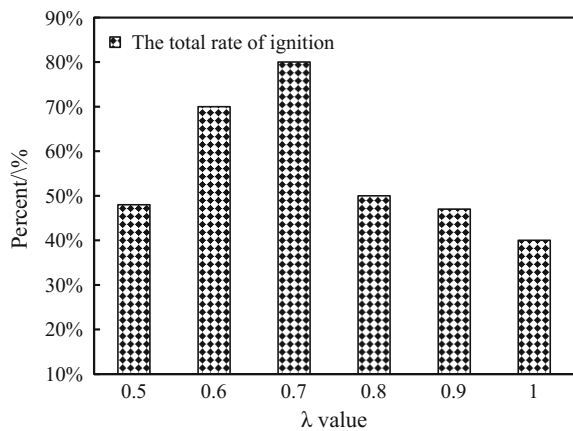 90%
The total rate of ignition
80%
70%
60%
50%
40%
30%
20%
10%
Percent/\%
0.5 0.6 0.7 0.8 0.9 1
λ value